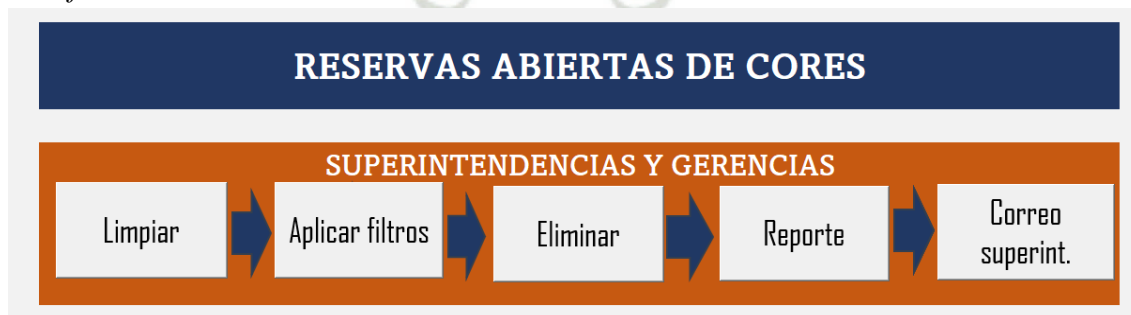 RESERVAS ABIERTAS DE CORES
SUPERINTENDENCIAS Y GERENCIAS
Limpiar
Aplicar filtros
Eliminar
Reporte
Correo
superint.